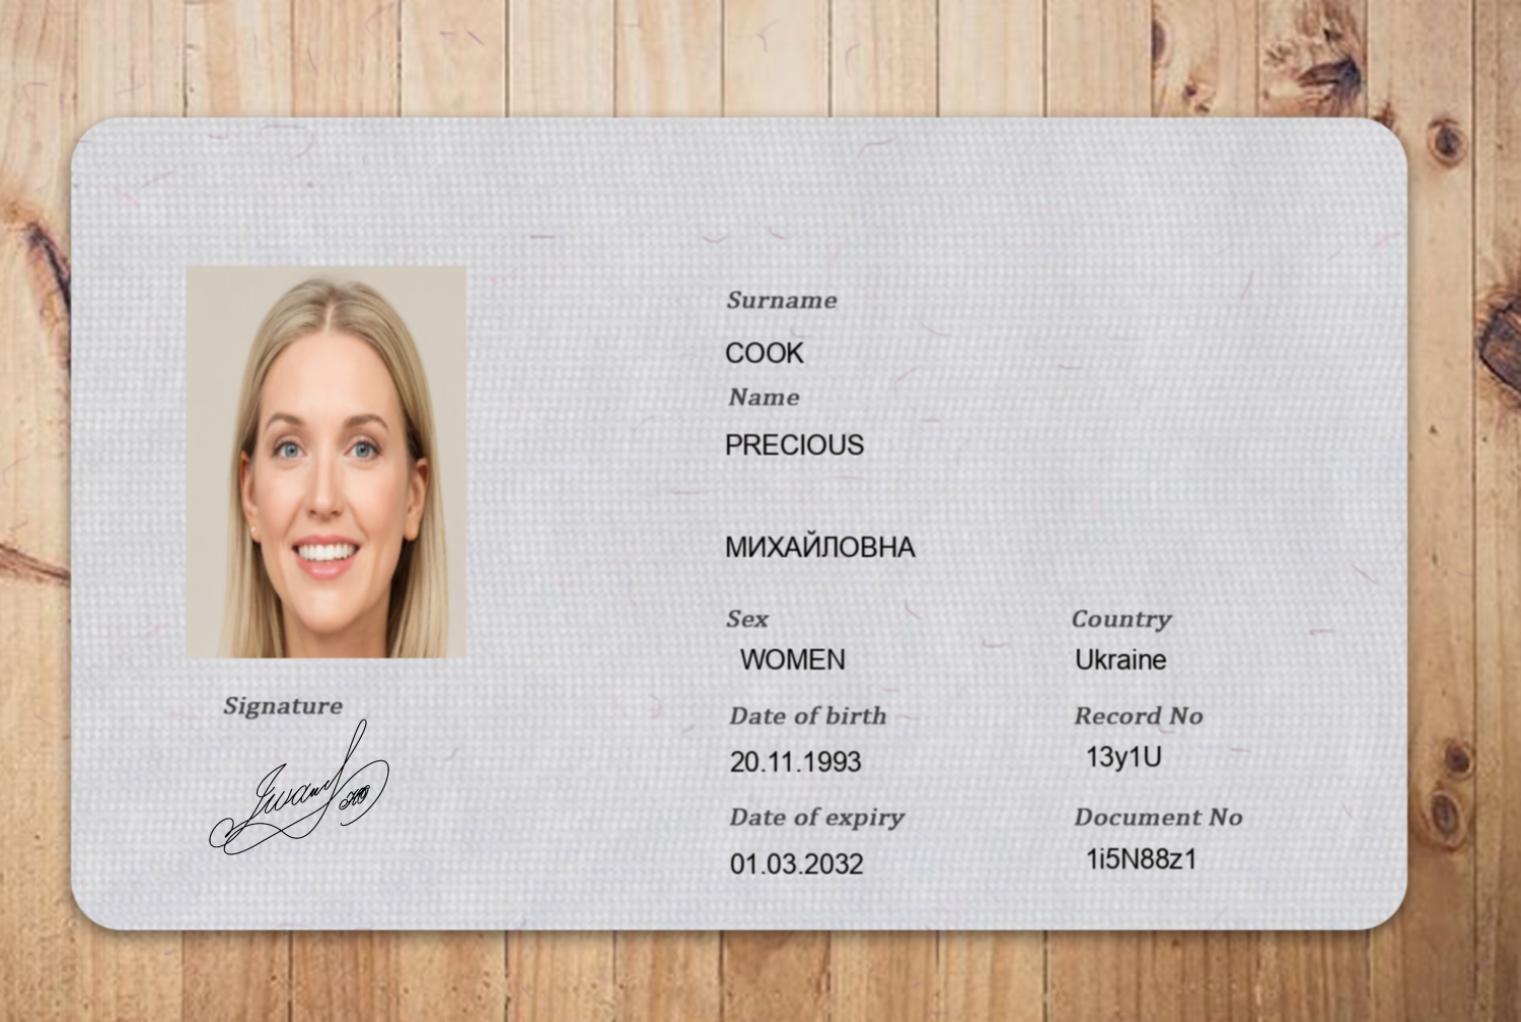 Surname
COOK
Name
PRECIOUS
МИХАЙЛОВНА
Sex
Country
WOMEN
Ukraine
Date of birth
Record No
20.11.1993
13y1U
Date of expiry
Document No
01.03.2032
1i5N88z1
Signature